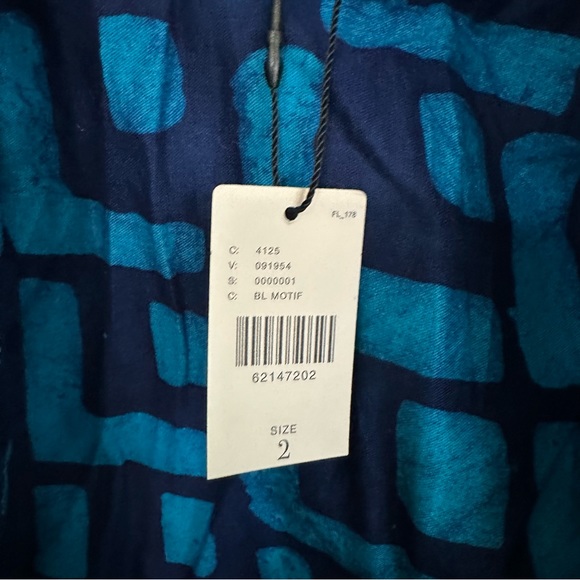 FL_178
C: 4125
V: 091954
S: 0000001
C: BL MOTIF
62147202
SIZE
2